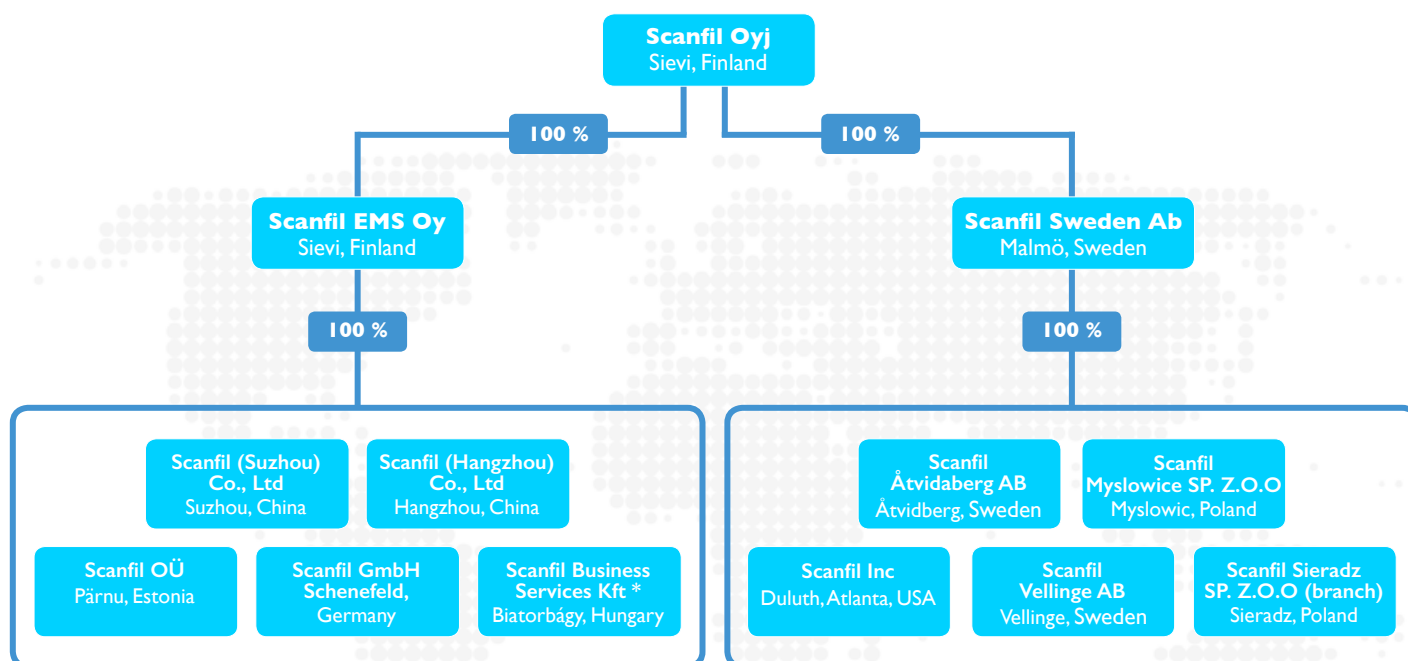 Scanfil Oyj
Sievi, Finland
100 %
100 %
Scanfil EMS Oy
Sievi, Finland
Scanfil Sweden Ab
Malmö, Sweden
100 %
100 %
Scanfil (Suzhou)
Co., Ltd
Suzhou, China
Scanfil (Hangzhou)
Co., Ltd
Hangzhou, China
Scanfil OÜ
Pärnu, Estonia
Scanfil GmbH
Schenefeld,
Germany
Scanfil Business
Services Kft *
Biatorbágy, Hungary
Scanfil
Åtvidaberg AB
Åtvidberg, Sweden
Scanfil
Myslowice SP. Z.O.O
Myslowic, Poland
Scanfil Inc
Duluth, Atlanta, USA
Scanfil
Vellinge AB
Vellinge, Sweden
Scanfil Sieradz
SP. Z.O.O (branch)
Sieradz, Poland